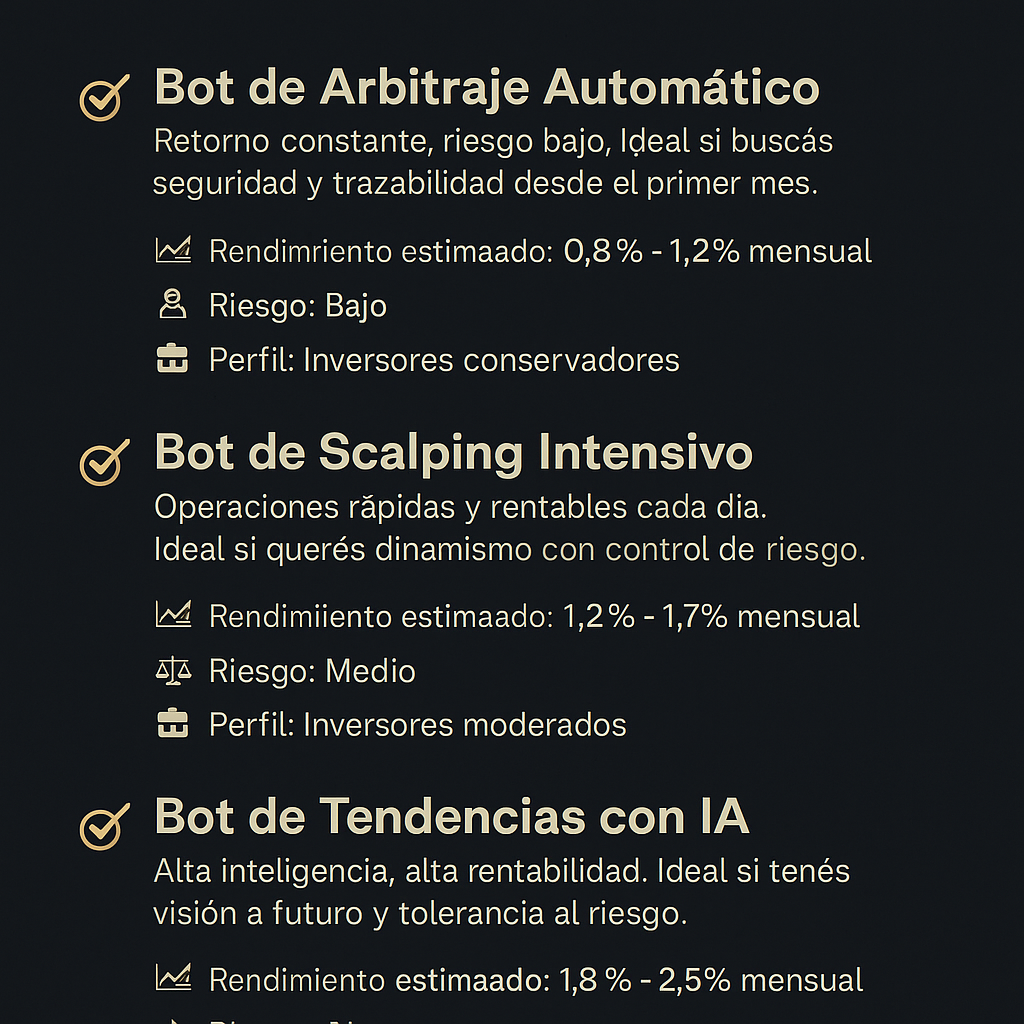 Bot de Arbitraje Automático
Retorno constante, riesgo bajo, Iḍeal si buscás
seguridad y trazabilidad desde el primer mes.
Rendimriento estimaado: 0,8 % - 1,2% mensual
Riesgo: Bajo
Perfil: Inversores conservadores
Bot de Scalping Intensivo
Operaciones răpidas y rentables cada dia.
Ideal si querés dinamismo con control de riesgo.
Rendimiiento estimaado: 1,2 % - 1,7% mensual
Riesgo: Medio
Perfil: Inversores moderados
Bot de Tendencias con IA
Alta inteligencia, alta rentabilidad. Ideal si tenés
visión a futuro y tolerancia al riesgo.
Rendimiento estimaado: 1,8 % - 2,5% mensual